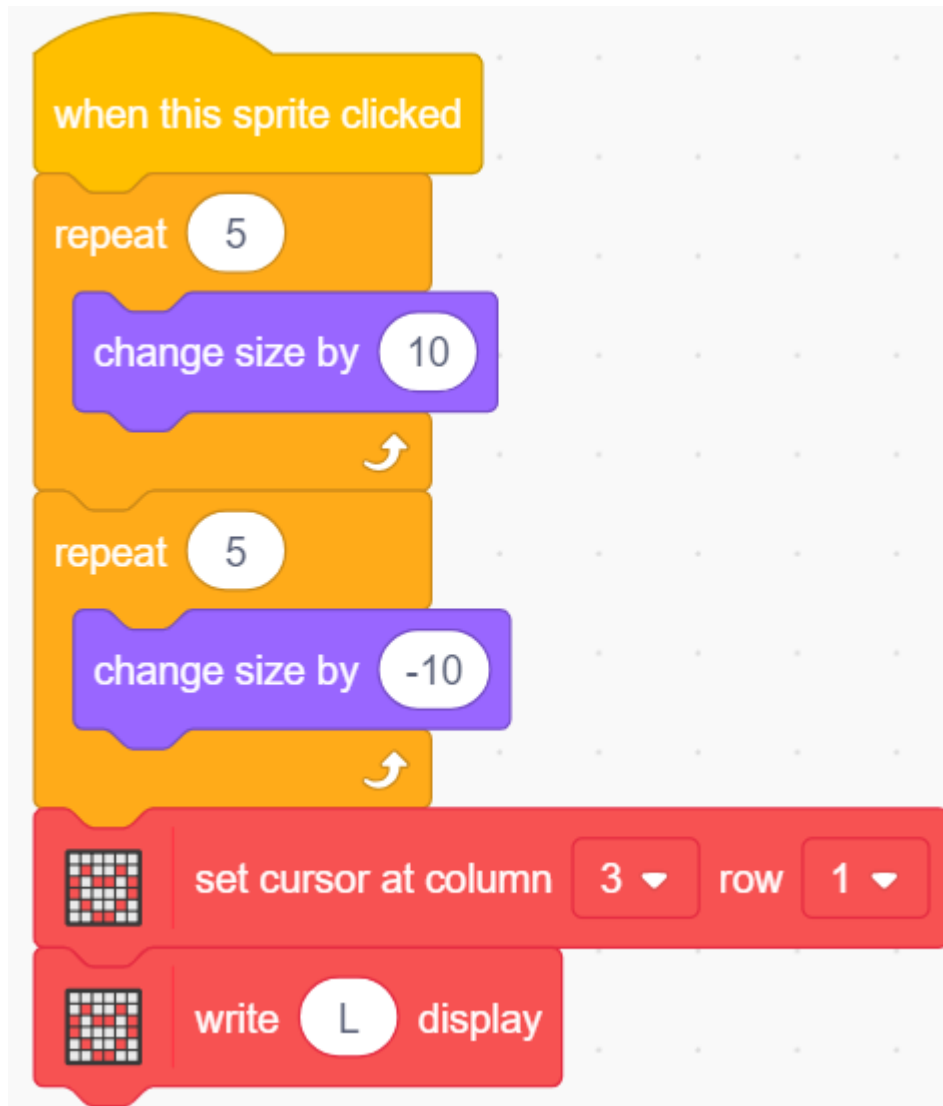 when this sprite clicked
repeat 5
change size by 10
repeat 5
change size by -10
set cursor at column 3 row 1
write L display